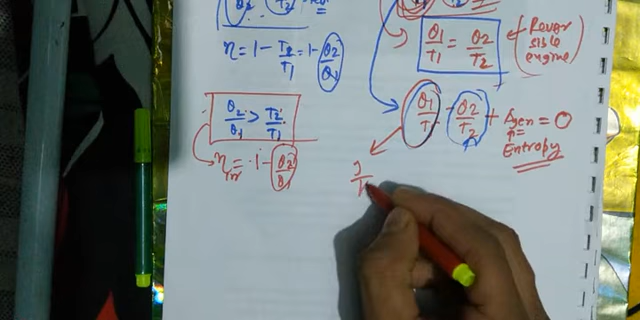 η = 1 - T2/T1 = 1 - Q2/Q1
Q2/Q1 > T2/T1
ηirr = 1 - Q2/Q1
Q1/T1 = Q2/T2
(Reversible engine)
Q1/T1 - Q2/T2 + Sgen = 0
Entropy
J/K